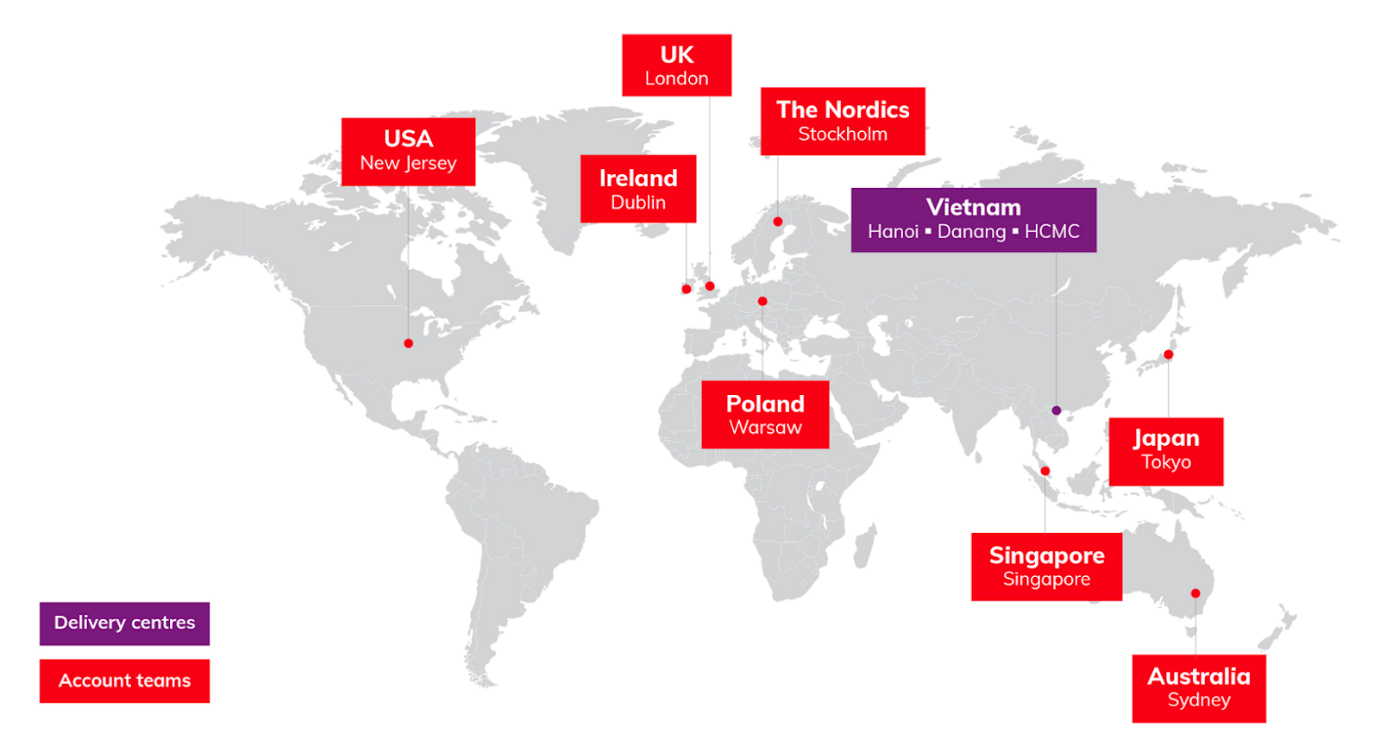 UK
London
The Nordics
Stockholm
USA
New Jersey
Ireland
Dublin
Vietnam
Hanoi ▪ Danang ▪ HCMC
Poland
Warsaw
Japan
Tokyo
Singapore
Singapore
Delivery centres
Account teams
Australia
Sydney